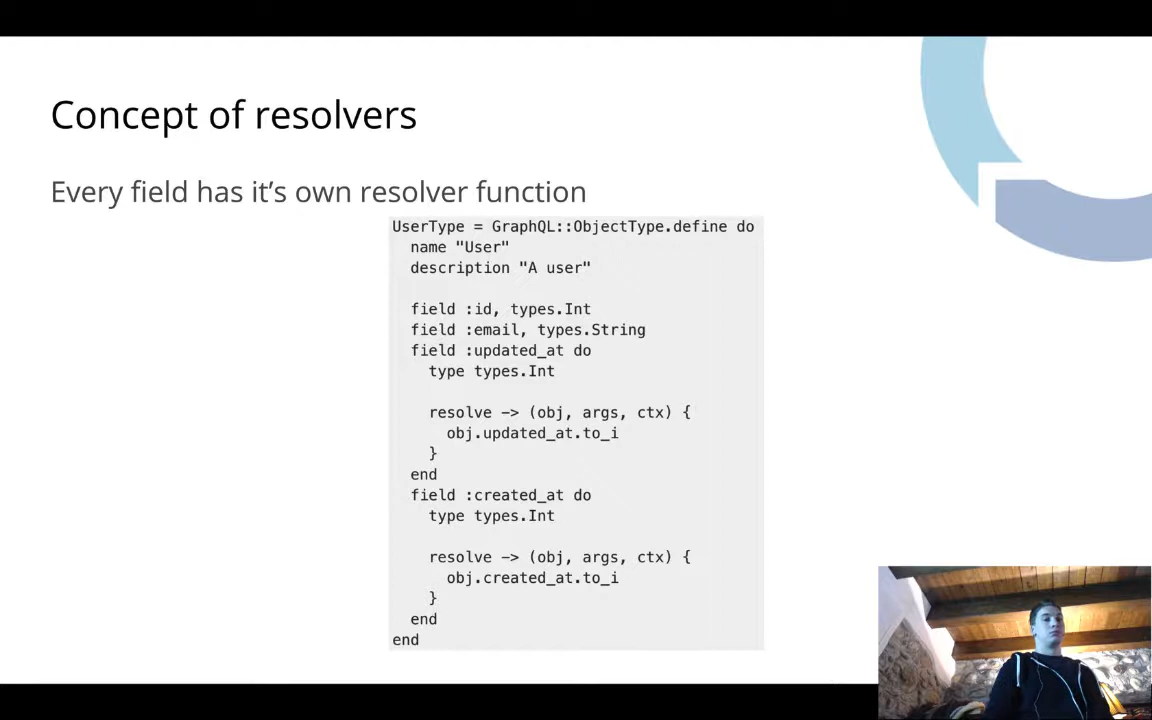 Concept of resolvers
Every field has it’s own resolver function
UserType = GraphQL::ObjectType.define do
  name "User"
  description "A user"

  field :id, types.Int
  field :email, types.String
  field :updated_at do
    type types.Int

    resolve -> (obj, args, ctx) {
      obj.updated_at.to_i
    }
  end
  field :created_at do
    type types.Int

    resolve -> (obj, args, ctx) {
      obj.created_at.to_i
    }
  end
end